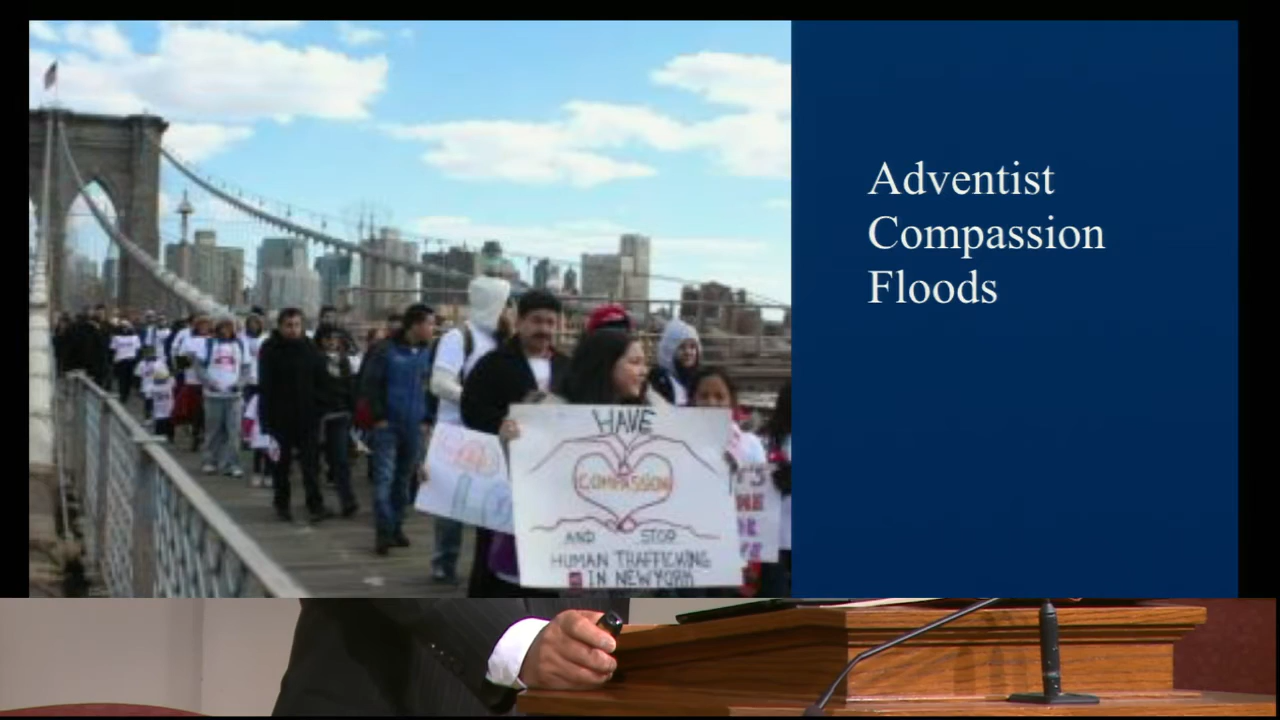 Adventist
Compassion
Floods
HAVE
COMPASSION
AND STOP
HUMAN TRAFFICKING
IN NEW YORK